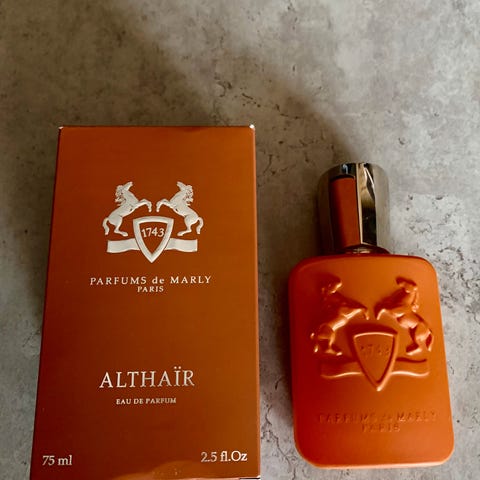 1743
PARFUMS de MARLY
PARIS
ALTHAÏR
EAU DE PARFUM
75 ml 2.5 fl.Oz
1743
PARFUMS de MARLY
PARIS